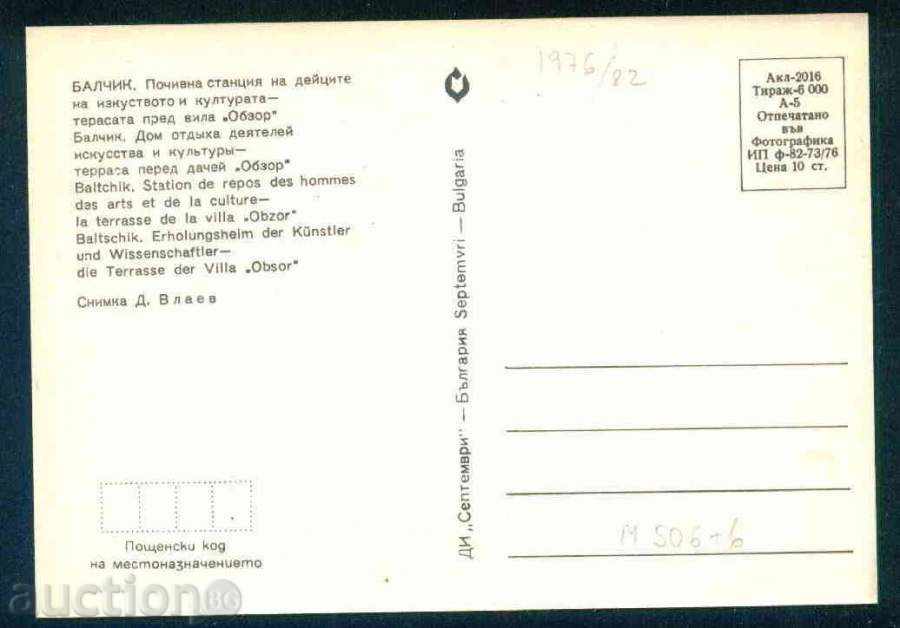 БАЛЧИК. Почивна станция на дейците
на изкуството и културата—
терасата пред вила „Обзор"
Балчик. Дом отдыха деятелей
искусства и культуры—
терраса перед дачей „Обзор"
Baltchik. Station de repos des hommes
das arts et de la culture—
la terrasse de la villa „Obzor"
Baltschik. Erholungsheim der Künstler
und Wissenschaftler—
die Terrasse der Villa „Obsor"
Снимка Д. Влаев
Пощенски код
на местоназначението
ДИ „Септември" — България Septemvri — Bulgaria
1976/82
Акл-2016
Тираж-6 000
А-5
Отпечатано
във
Фотографика
ИП ф-82-73/76
Цена 10 ст.
М 506+6
auction BG